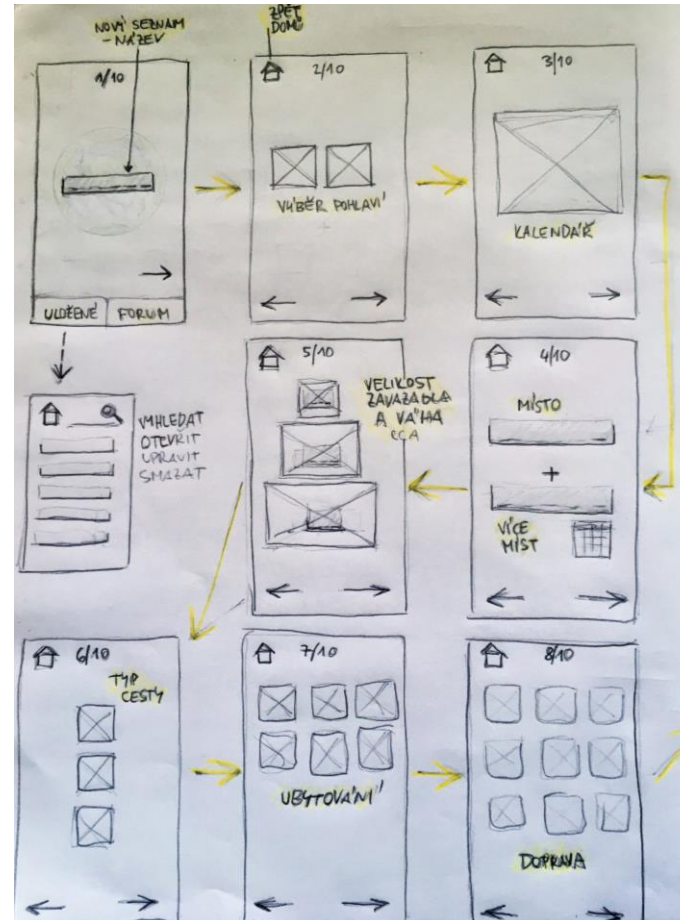 NOVÝ SEZNAM
- NÁZEV
ZPĚT
DOMŮ
1/10
2/10
3/10
VÝBĚR POHLAVÍ
KALENDÁŘ
ULOŽENÉ
FORUM
VYHLEDAT
OTEVŘIT
UPRAVIT
SMAZAT
5/10
VELIKOST
ZAVAZADLA
A VÁHA
CCA
4/10
MÍSTO
+
VÍCE
MÍST
6/10
TYP
CESTY
7/10
UBYTOVÁNÍ
8/10
DOPRAVA